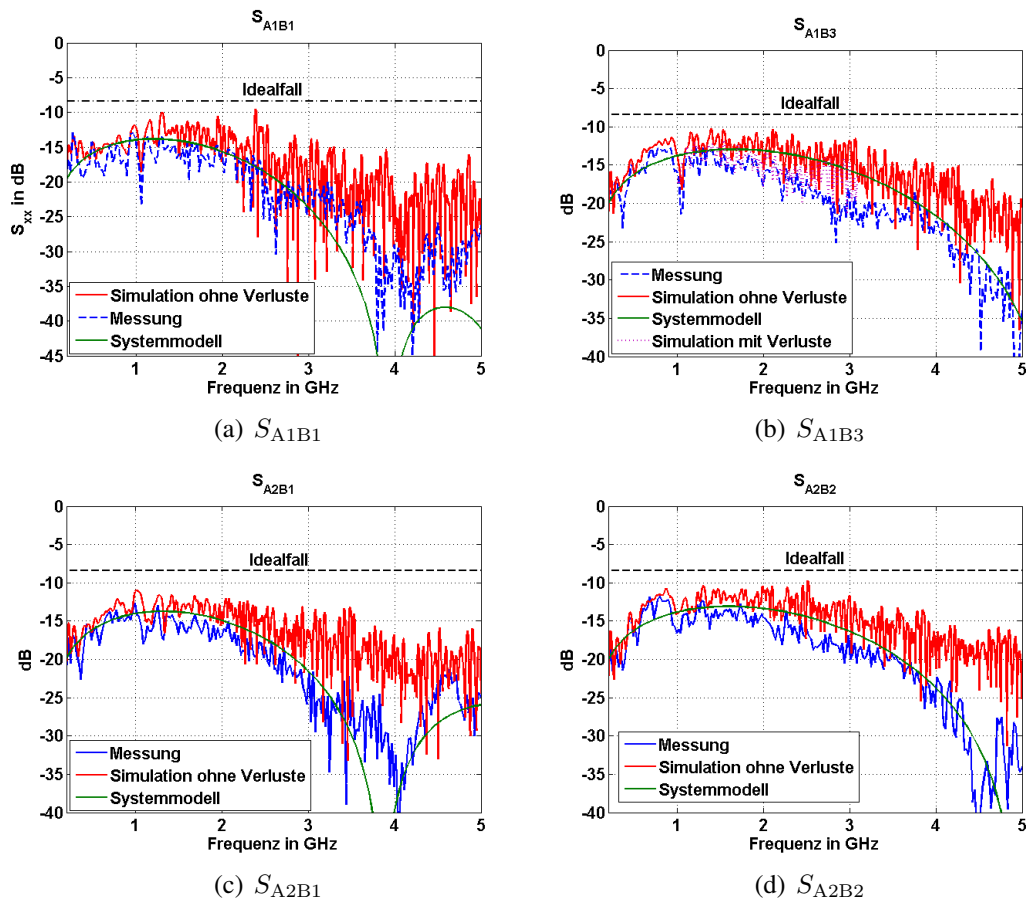 S_A1B1
0
-5
-10
-15
-20
-25
-30
-35
-40
-45
S_xx in dB
Idealfall
Simulation ohne Verluste
Messung
Systemmodell
1 2 3 4 5
Frequenz in GHz
(a) S_A1B1
S_A1B3
0
-5
-10
-15
-20
-25
-30
-35
-40
dB
Idealfall
Messung
Simulation ohne Verluste
Systemmodell
Simulation mit Verluste
1 2 3 4 5
Frequenz in GHz
(b) S_A1B3
S_A2B1
0
-5
-10
-15
-20
-25
-30
-35
-40
dB
Idealfall
Messung
Simulation ohne Verluste
Systemmodell
1 2 3 4 5
Frequenz in GHz
(c) S_A2B1
S_A2B2
0
-5
-10
-15
-20
-25
-30
-35
-40
dB
Idealfall
Messung
Simulation ohne Verluste
Systemmodell
1 2 3 4 5
Frequenz in GHz
(d) S_A2B2